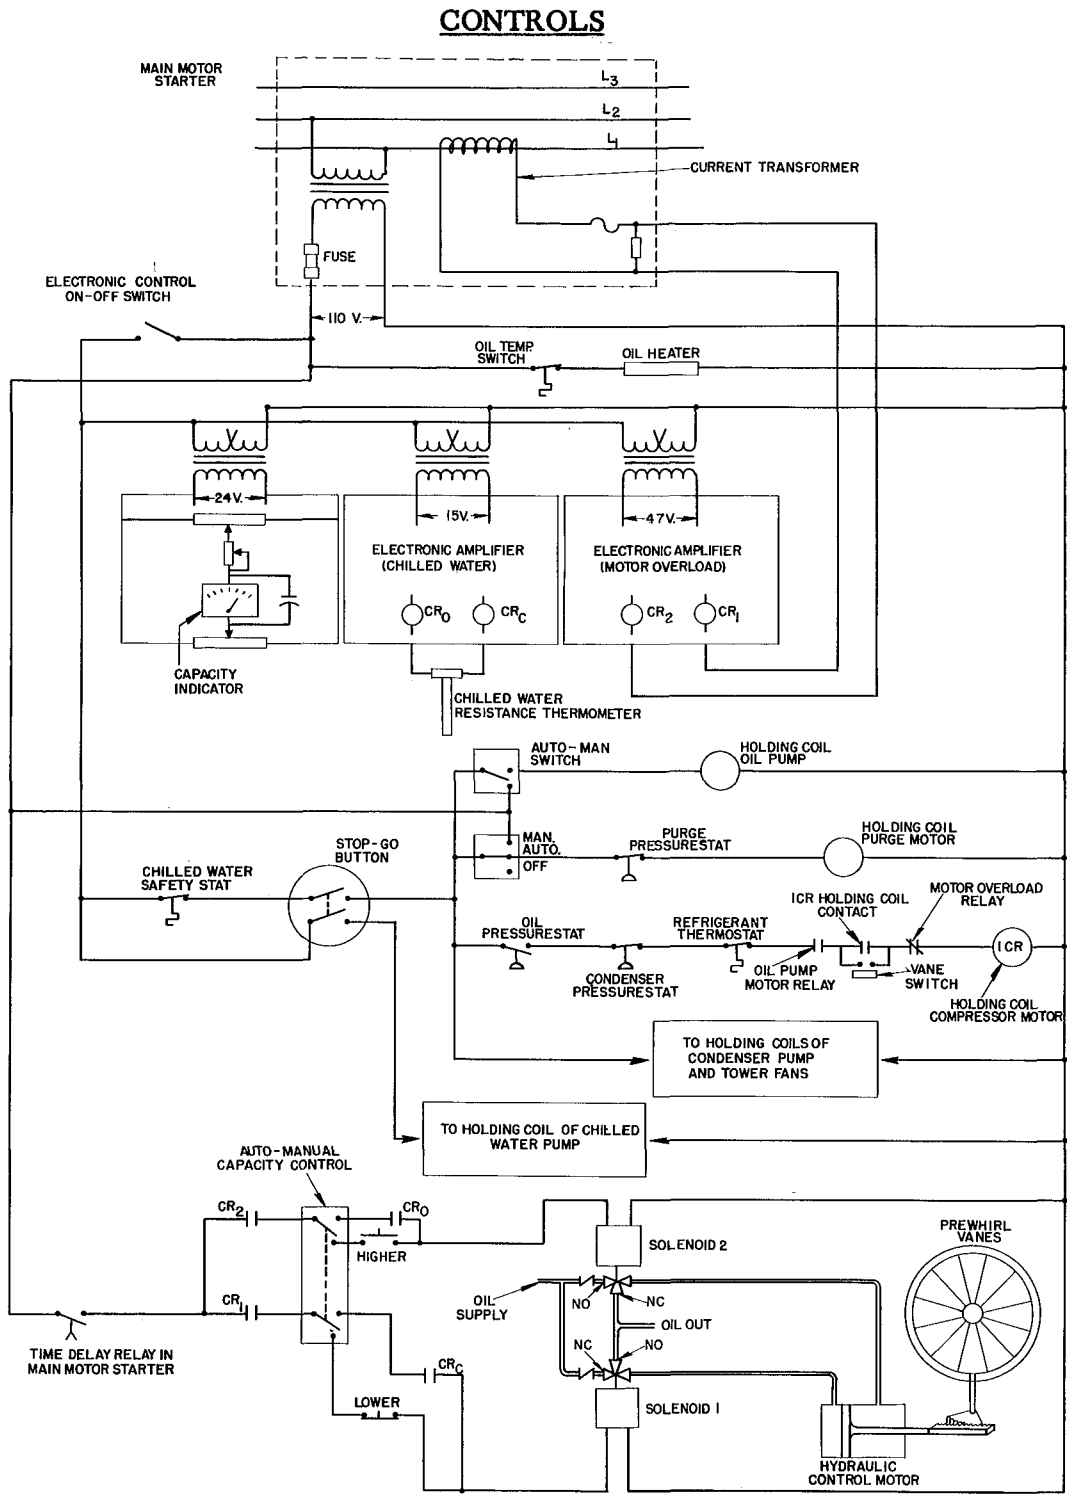 CONTROLS
MAIN MOTOR
STARTER
L3
L2
L1
CURRENT TRANSFORMER
FUSE
ELECTRONIC CONTROL
ON-OFF SWITCH
110 V.
OIL TEMP.
SWITCH
OIL HEATER
24V.
15V.
47V.
ELECTRONIC AMPLIFIER
(CHILLED WATER)
ELECTRONIC AMPLIFIER
(MOTOR OVERLOAD)
CRO
CRC
CR2
CR1
CAPACITY
INDICATOR
CHILLED WATER
RESISTANCE THERMOMETER
AUTO-MAN
SWITCH
HOLDING COIL
OIL PUMP
MAN.
AUTO.
OFF
PURGE
PRESSURESTAT
HOLDING COIL
PURGE MOTOR
STOP-GO
BUTTON
CHILLED WATER
SAFETY STAT
OIL
PRESSURESTAT
REFRIGERANT
THERMOSTAT
ICR HOLDING COIL
CONTACT
MOTOR OVERLOAD
RELAY
ICR
CONDENSER
PRESSURESTAT
OIL PUMP
MOTOR RELAY
VANE
SWITCH
HOLDING COIL
COMPRESSOR MOTOR
TO HOLDING COILS OF
CONDENSER PUMP
AND TOWER FANS
TO HOLDING COIL OF CHILLED
WATER PUMP
AUTO-MANUAL
CAPACITY CONTROL
CR2
CRO
HIGHER
SOLENOID 2
PREWHIRL
VANES
OIL
SUPPLY
NO
NC
OIL OUT
CR1
NC
NO
TIME DELAY RELAY IN
MAIN MOTOR STARTER
CRC
LOWER
SOLENOID 1
HYDRAULIC
CONTROL MOTOR